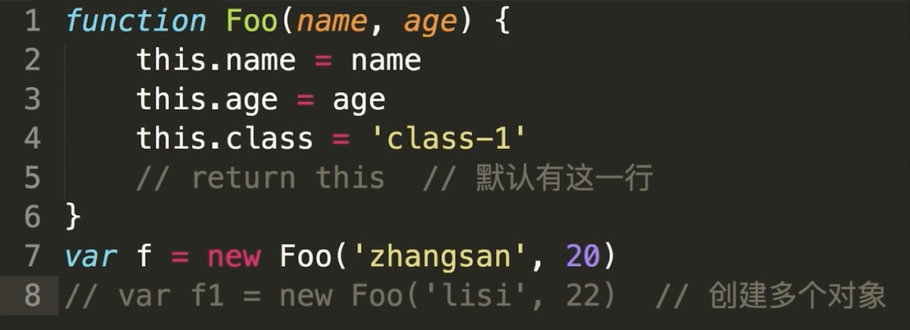 1 function Foo(name, age) {
2     this.name = name
3     this.age = age
4     this.class = 'class-1'
5     // return this  // 默认有这一行
6 }
7 var f = new Foo('zhangsan', 20)
8 // var f1 = new Foo('lisi', 22)  // 创建多个对象